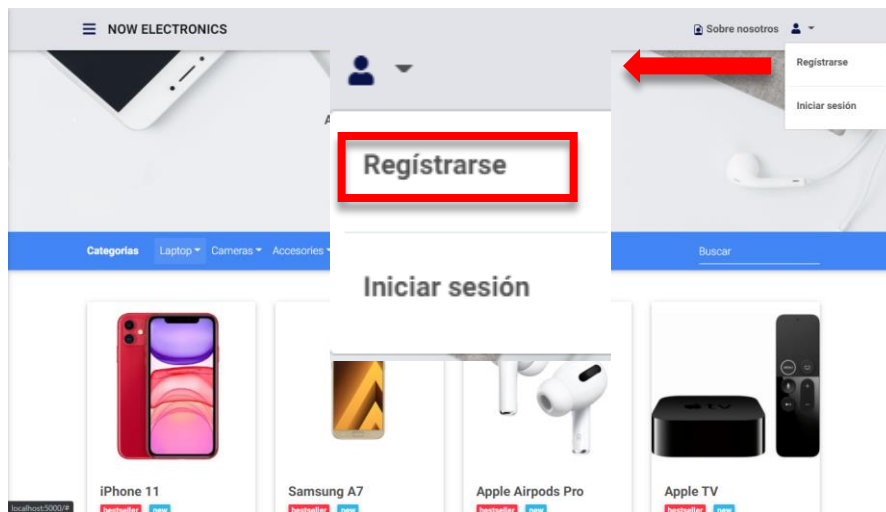 NOW ELECTRONICS
Sobre nosotros
Regístrarse
Iniciar sesión
Regístrarse
Iniciar sesión
Categorias Laptop Cameras Accesories
Buscar
iPhone 11
bestseller new
Samsung A7
bestseller new
Apple Airpods Pro
bestseller new
Apple TV
bestseller new
localhost:5000/#